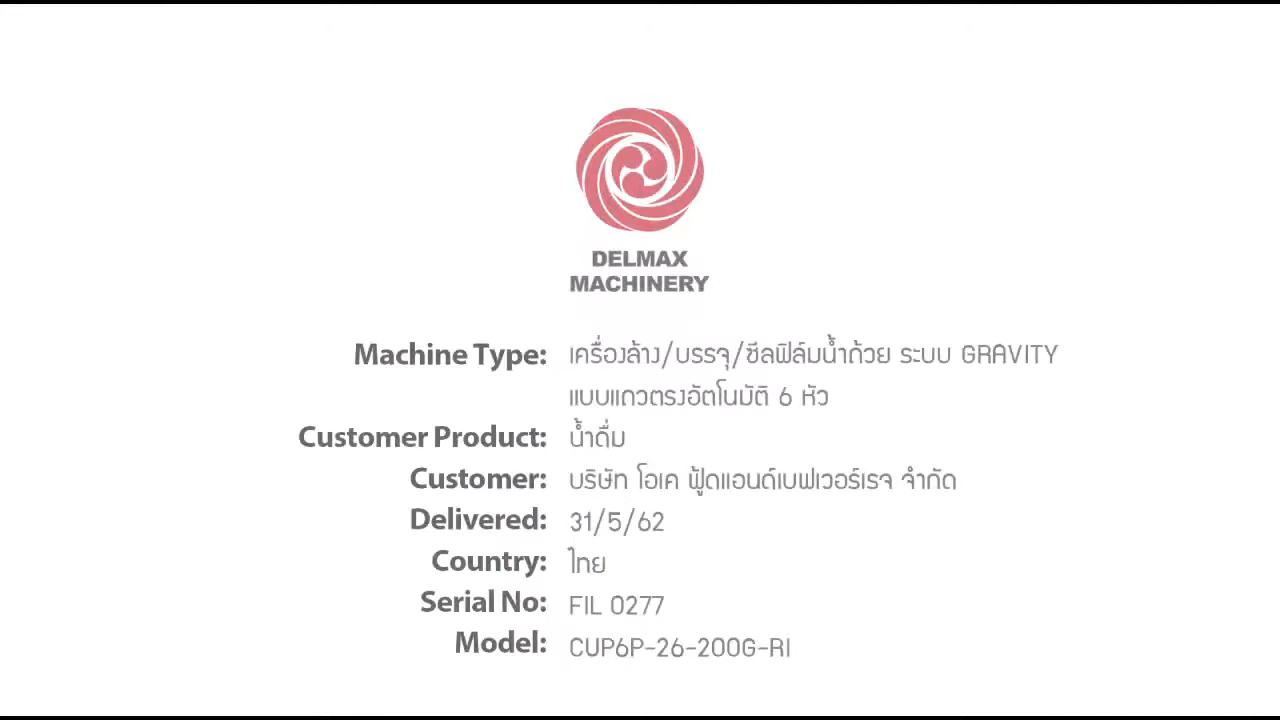 DELMAX
MACHINERY
Machine Type: เครื่องล้าง/บรรจุ/ซีลฟิล์มน้ำถ้วย ระบบ GRAVITY
แบบแถวตรงอัตโนมัติ 6 หัว
Customer Product: น้ำดื่ม
Customer: บริษัท โอเค ฟู้ดแอนด์เบฟเวอร์เรจ จำกัด
Delivered: 31/5/62
Country: ไทย
Serial No: FIL 0277
Model: CUP6P-26-200G-RI